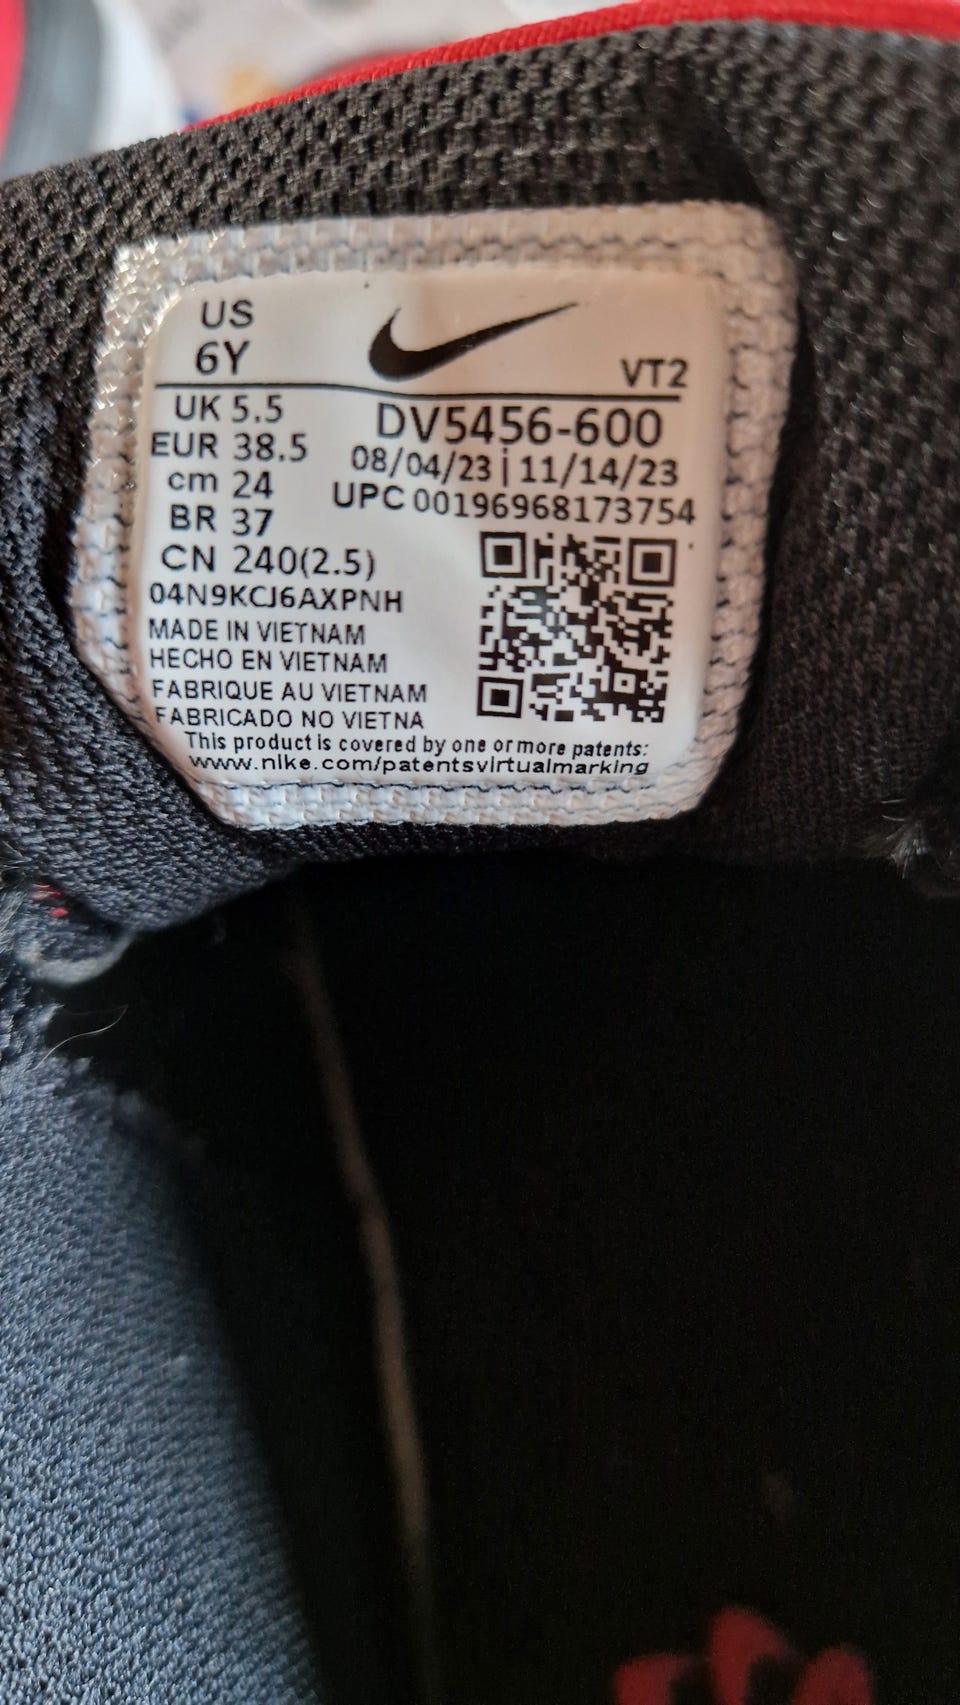 US
6Y
VT2
UK 5.5
EUR 38.5
cm 24
BR 37
CN 240(2.5)
DV5456-600
08/04/23 | 11/14/23
UPC 00196968173754
04N9KCJ6AXPNH
MADE IN VIETNAM
HECHO EN VIETNAM
FABRIQUE AU VIETNAM
FABRICADO NO VIETNA
This product is covered by one or more patents:
www.nike.com/patentsvirtualmarking